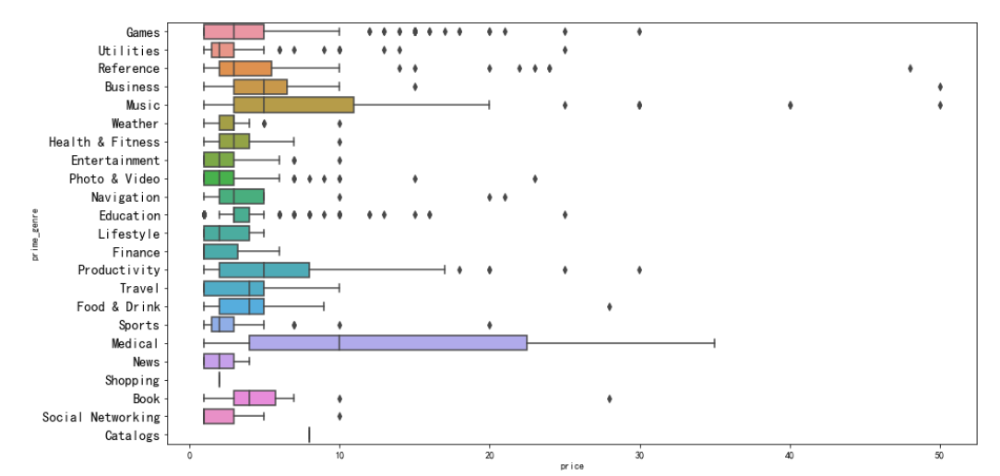 Games
Utilities
Reference
Business
Music
Weather
Health & Fitness
Entertainment
Photo & Video
Navigation
Education
Lifestyle
Finance
Productivity
Travel
Food & Drink
Sports
Medical
News
Shopping
Book
Social Networking
Catalogs
prime_genre
0 10 20 30 40 50
price